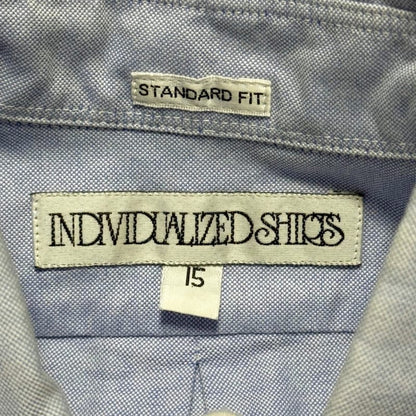 STANDARD FIT
INDIVIDUALIZED SHIRTS
15